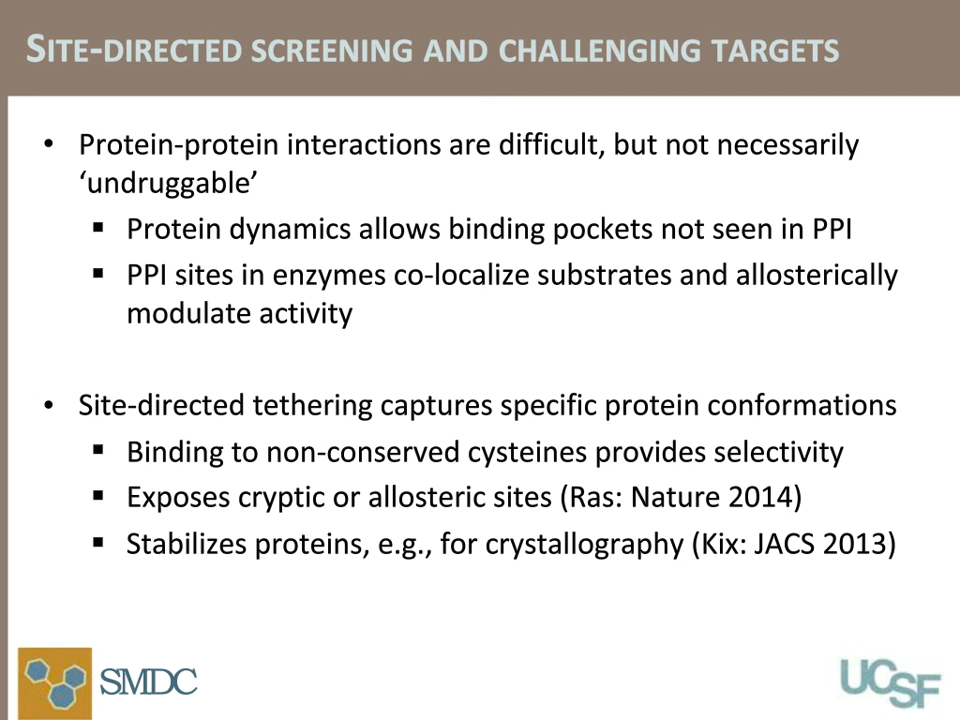 SITE-DIRECTED SCREENING AND CHALLENGING TARGETS
• Protein-protein interactions are difficult, but not necessarily
‘undruggable’
▪ Protein dynamics allows binding pockets not seen in PPI
▪ PPI sites in enzymes co-localize substrates and allosterically
modulate activity
• Site-directed tethering captures specific protein conformations
▪ Binding to non-conserved cysteines provides selectivity
▪ Exposes cryptic or allosteric sites (Ras: Nature 2014)
▪ Stabilizes proteins, e.g., for crystallography (Kix: JACS 2013)
SMDC
UCSF